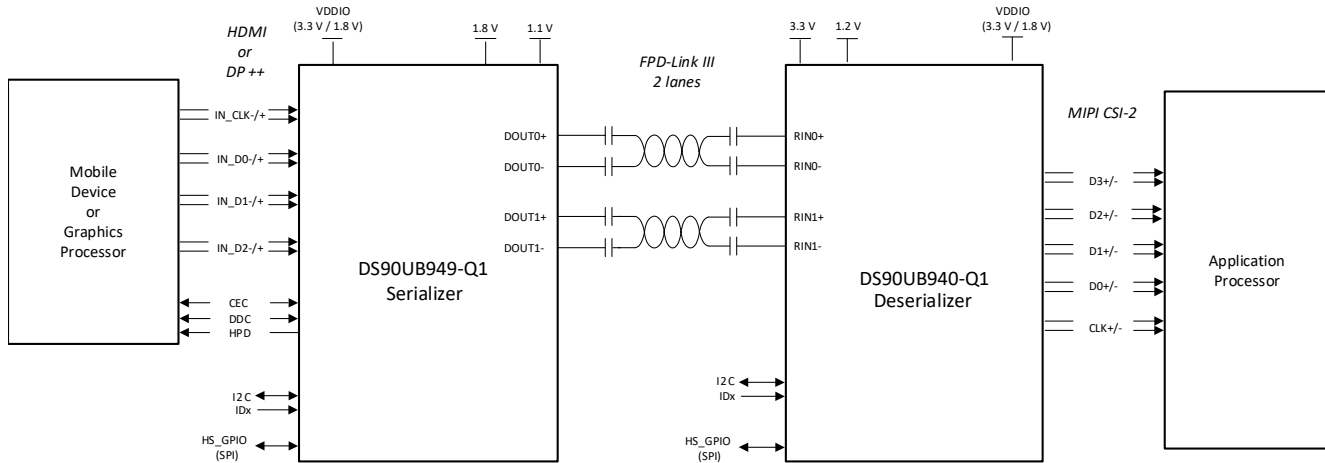 VDDIO
(3.3 V / 1.8 V)
1.8 V
1.1 V
3.3 V
1.2 V
VDDIO
(3.3 V / 1.8 V)
HDMI
or
DP ++
FPD-Link III
2 lanes
MIPI CSI-2
Mobile
Device
or
Graphics
Processor
IN_CLK-/+
IN_D0-/+
IN_D1-/+
IN_D2-/+
CEC
DDC
HPD
I2C
IDx
HS_GPIO
(SPI)
DS90UB949-Q1
Serializer
DOUT0+
DOUT0-
DOUT1+
DOUT1-
RIN0+
RIN0-
RIN1+
RIN1-
DS90UB940-Q1
Deserializer
I2C
IDx
HS_GPIO
(SPI)
D3+/-
D2+/-
D1+/-
D0+/-
CLK+/-
Application
Processor